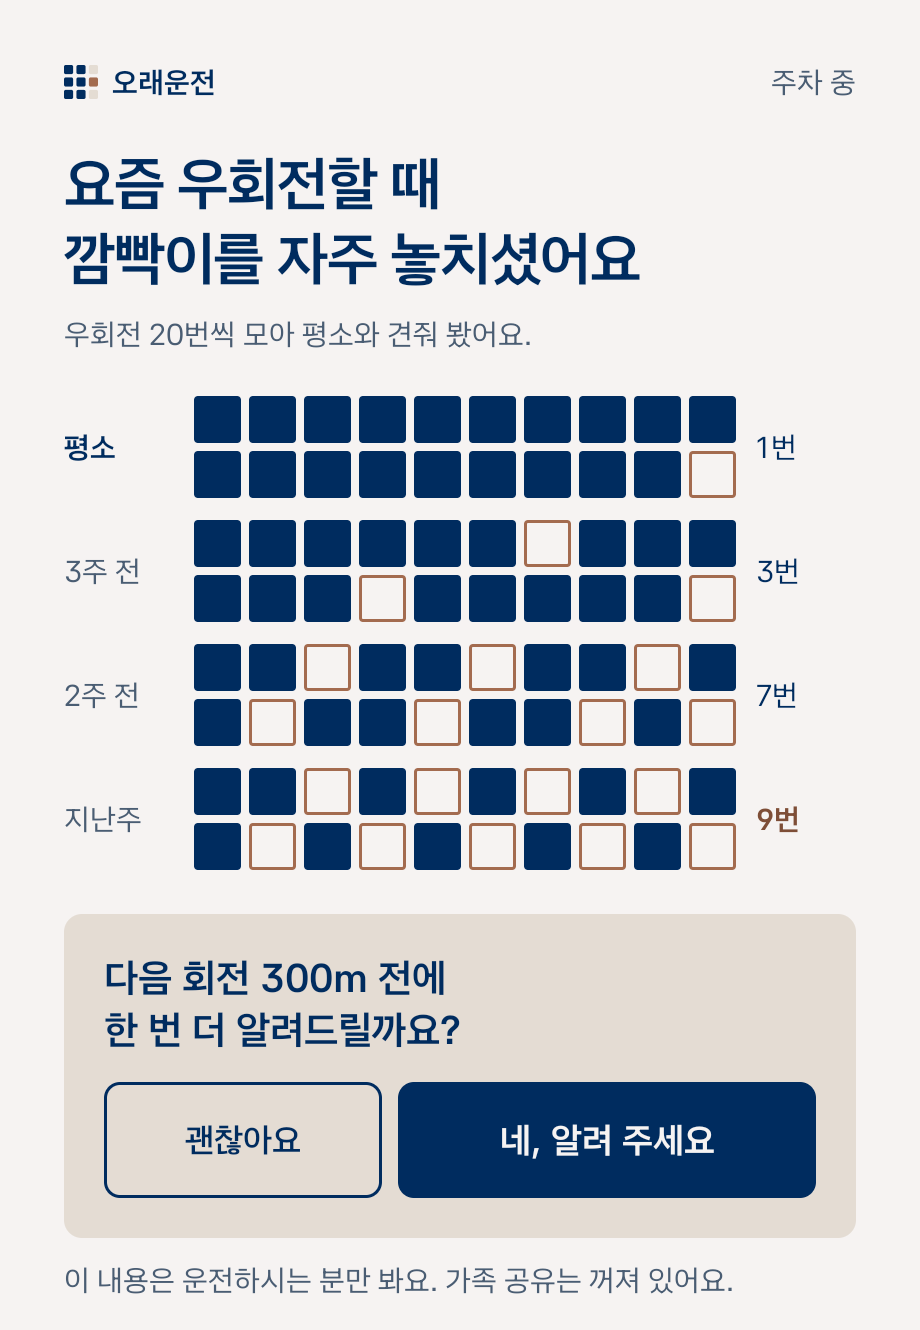 오래운전
주차 중
요즘 우회전할 때
깜빡이를 자주 놓치셨어요
우회전 20번씩 모아 평소와 견줘 봤어요.
평소
1번
3주 전
3번
2주 전
7번
지난주
9번
다음 회전 300m 전에
한 번 더 알려드릴까요?
괜찮아요
네, 알려 주세요
이 내용은 운전하시는 분만 봐요. 가족 공유는 꺼져 있어요.